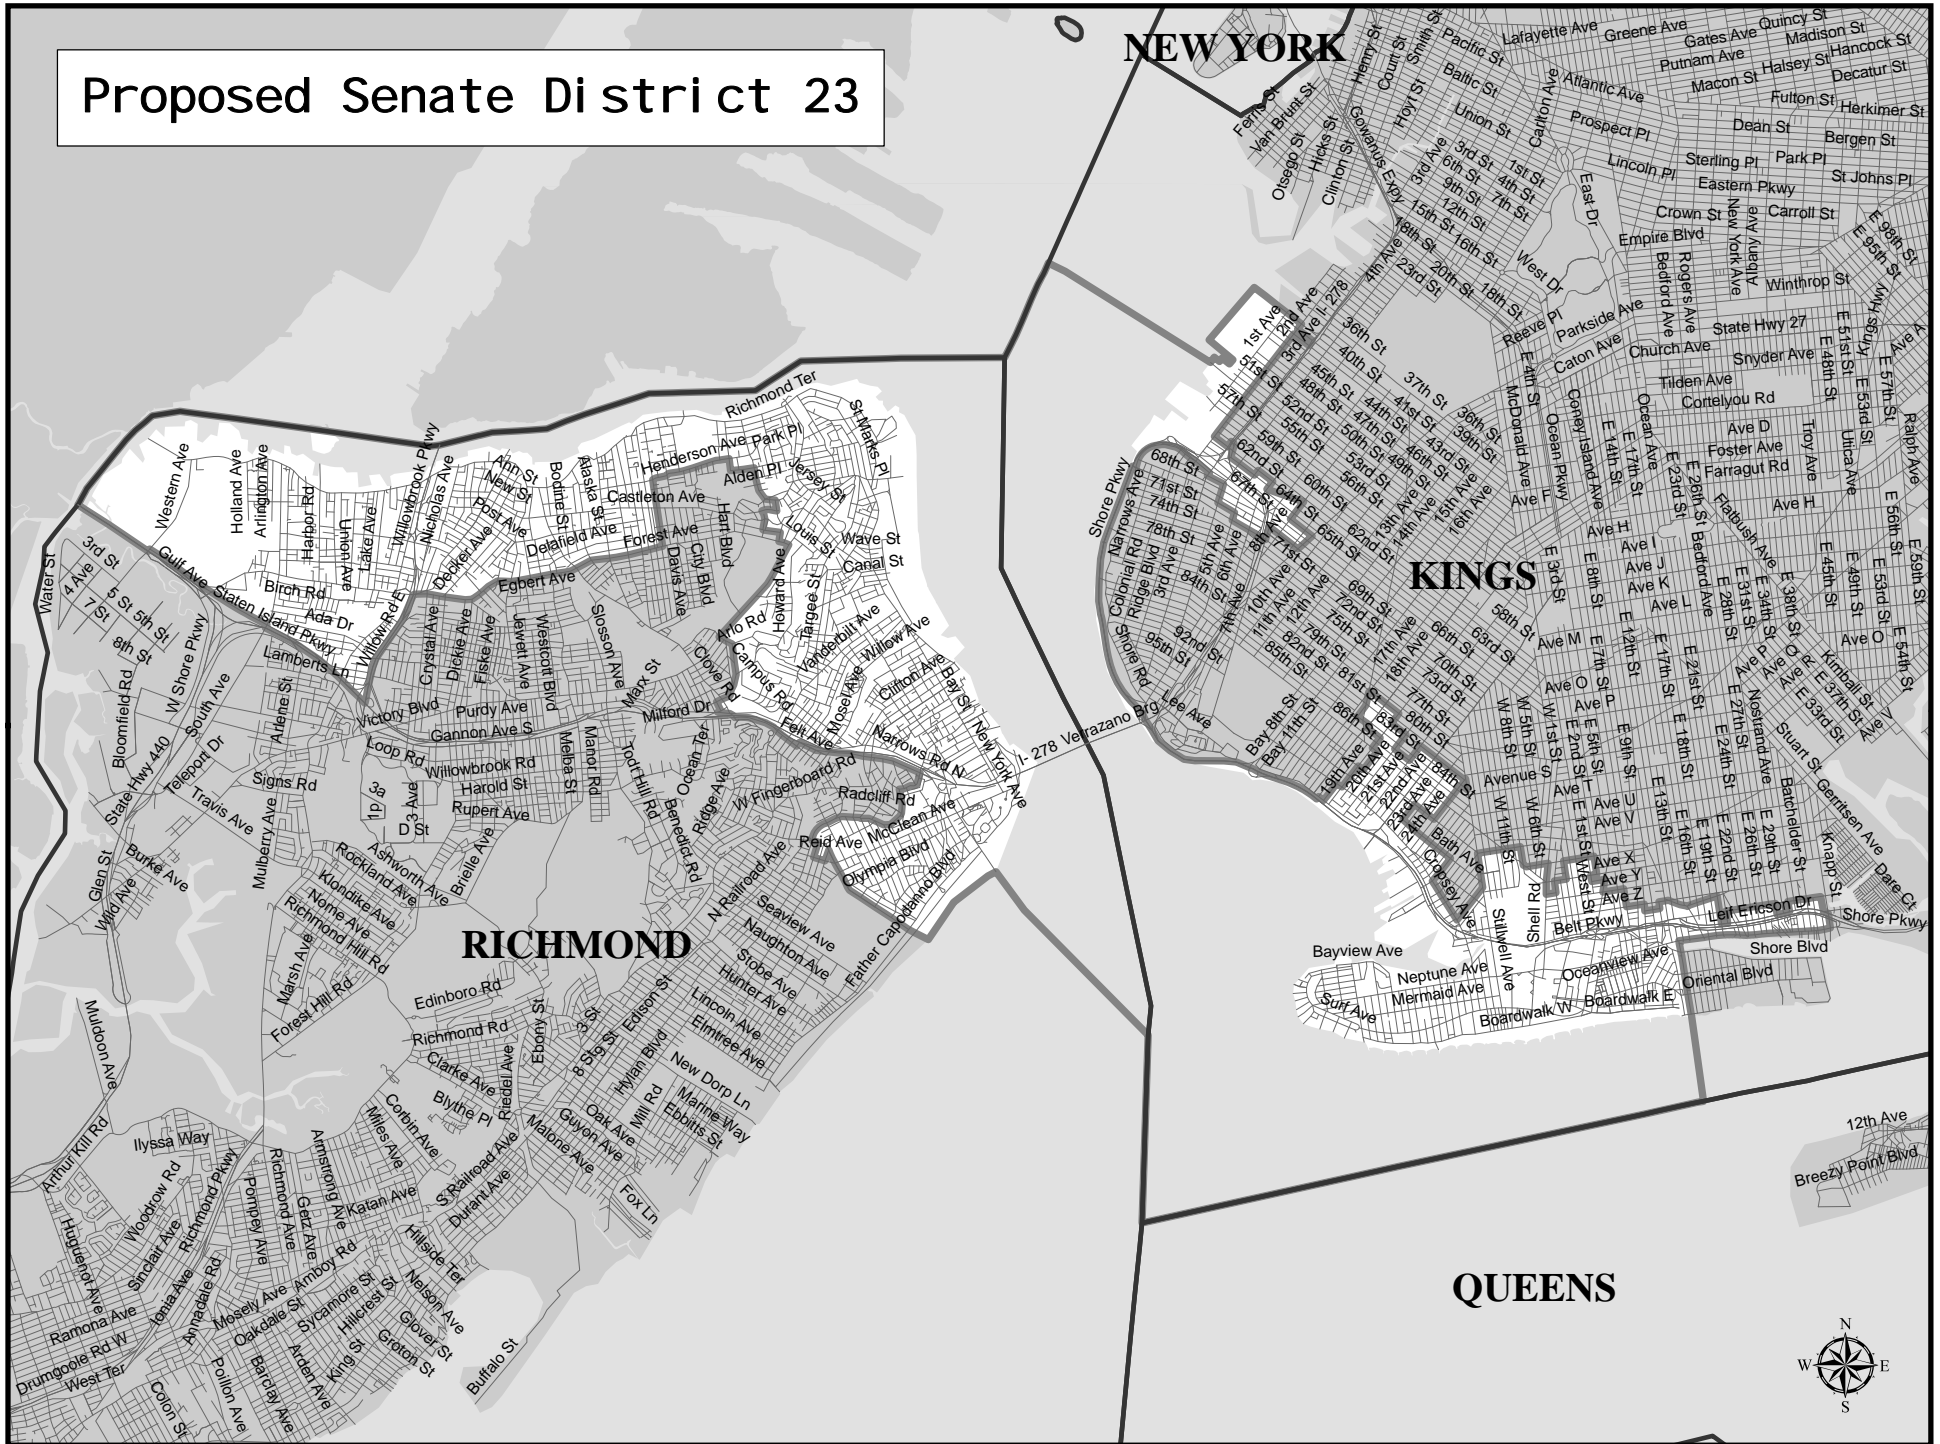 Proposed Senate District 23
NEW YORK
KINGS
RICHMOND
QUEENS
Richmond Ter
St Marks Pl
Henderson Ave
Park Pl
Alden Pl
Jersey St
Castleton Ave
Hart Blvd
Louis St
Wave St
Canal St
Forest Ave
Davis Ave
City Blvd
Howard Ave
Targee St
Arlo Rd
Vanderbilt Ave
Willow Ave
Clove Rd
Campus Rd
Mosel Ave
Clifton Ave
Bay St
New York Ave
Narrows Rd N
Felt Ave
Milford Dr
I- 278 Verrazano Brg
W Fingerboard Rd
Radcliff Rd
McClean Ave
Reid Ave
Olympia Blvd
Father Capodanno Blvd
Western Ave
Holland Ave
Arlington Ave
Harbor Rd
Union Ave
Lake Ave
Willowbrook Pkwy
Nicholas Ave
Ann St
New St
Bodine St
Alaska St
Post Ave
Decker Ave
Delafield Ave
Egbert Ave
Birch Rd
Ada Dr
Willow Rd E
Gulf Ave
Staten Island Pkwy
Lamberts Ln
Water St
3rd St
4 Ave
5 St
5th St
7 St
8th St
W Shore Pkwy
South Ave
Bloomfield Rd
State Hwy 440
Teleport Dr
Arlene St
Victory Blvd
Crystal Ave
Dickie Ave
Fiske Ave
Jewett Ave
Westcott Blvd
Slosson Ave
Marx St
Purdy Ave
Gannon Ave S
Loop Rd
Willowbrook Rd
Harold St
Rupert Ave
Melba St
Manor Rd
Todt Hill Rd
Ocean Ter
Benedict Rd
Ridge Ave
Signs Rd
Travis Ave
Mulberry Ave
3a
1p
3 Ave
D St
Ashworth Ave
Rockland Ave
Brielle Ave
Klondike Ave
Nome Ave
Richmond Hill Rd
Burke Ave
Glen St
Wild Ave
Marsh Ave
Forest Hill Rd
N Railroad Ave
Seaview Ave
Naughton Ave
Stobe Ave
Hunter Ave
Lincoln Ave
Elmtree Ave
Edinboro Rd
Richmond Rd
Ebony St
3 St
9 St
8 St
Edison St
Hylan Blvd
New Dorp Ln
Marine Way
Ebbitts St
Mill Rd
Oak Ave
Guyon Ave
Malone Ave
Riedel Ave
Clarke Ave
Blythe Pl
Corbin Ave
Miles Ave
Muldoon Ave
Arthur Kill Rd
Ilyssa Way
Woodrow Rd
Sinclair Ave
Richmond Pkwy
Huguenot Ave
Pompey Ave
Richmond Ave
Getz Ave
Armstrong Ave
Katan Ave
S Railroad Ave
Durant Ave
Fox Ln
Hillside Ter
Nelson Ave
Amboy Rd
Annadale Rd
Ionia Ave
Mosely Ave
Oakdale St
Sycamore St
Hillcrest St
Glover St
Groton St
King St
Arden Ave
Barclay Ave
Poillon Ave
Colon St
Ramona Ave
Drumgoole Rd W
West Ter
Buffalo St
Ferris St
Van Brunt St
Otsego St
Hicks St
Clinton St
Henry St
Court St
Smith St
Hoyt St
Gowanus Expy
Pacific St
Baltic St
Union St
3rd Ave
3rd St
6th St
9th St
12th St
15th St
16th St
18th St
1st St
4th St
7th St
Carlton Ave
Lafayette Ave
Greene Ave
Quincy St
Gates Ave
Madison St
Putnam Ave
Hancock St
Macon St
Halsey St
Decatur St
Atlantic Ave
Fulton St
Herkimer St
Prospect Pl
Dean St
Bergen St
Lincoln Pl
Sterling Pl
Park Pl
St Johns Pl
Eastern Pkwy
East Dr
Crown St
Carroll St
New York Ave
Albany Ave
Empire Blvd
Bedford Ave
Rogers Ave
E 98th St
E 95th St
Winthrop St
West Dr
4th Ave
23rd St
20th St
18th St
Reeve Pl
Parkside Ave
Caton Ave
State Hwy 27
Church Ave
Snyder Ave
Tilden Ave
Cortelyou Rd
E 51st St
Kings Hwy
E 48th St
E 53rd St
E 57th St
Ave A
Ralph Ave
1st Ave
2nd Ave
3rd Ave
I-278
51st St
57th St
36th St
40th St
45th St
48th St
52nd St
55th St
59th St
62nd St
37th St
44th St
41st St
47th St
50th St
53rd St
56th St
60th St
49th St
46th St
43rd St
36th St
39th St
E 4th St
McDonald Ave
Ocean Pkwy
Coney Island Ave
E 14th St
E 17th St
Ocean Ave
E 23rd St
E 26th St
Ave D
Foster Ave
Farragut Rd
Troy Ave
Utica Ave
Ave F
Ave H
Flatbush Ave
Ave H
E 56th St
E 59th St
13th Ave
14th Ave
15th Ave
16th Ave
Shore Pkwy
Narrows Ave
68th St
71st St
74th St
78th St
67th St
64th St
65th St
62nd St
8th Ave
71st St
Colonial Rd
Ridge Blvd
3rd Ave
5th Ave
6th Ave
84th St
7th Ave
92nd St
95th St
Shore Rd
Lee Ave
10th Ave
11th Ave
12th Ave
69th St
72nd St
75th St
79th St
82nd St
85th St
81st St
86th St
17th Ave
18th Ave
66th St
63rd St
58th St
70th St
73rd St
77th St
80th St
83rd St
84th St
Bay 8th St
Bay 11th St
19th Ave
20th Ave
21st Ave
22nd Ave
23rd Ave
24th Ave
Bath Ave
Cropsey Ave
E 3rd St
E 8th St
Ave I
Ave J
Ave K
Ave L
Bedford Ave
E 28th St
E 31st St
E 34th St
E 38th St
E 45th St
E 49th St
E 53rd St
E 54th St
Ave M
E 7th St
E 12th St
E 17th St
E 21st St
Ave O
Ave P
Ave Q
Ave R
Kimball St
E 37th St
E 33rd St
Ave V
Ave O
Ave P
W 8th St
W 5th St
W 1st St
E 2nd St
E 5th St
E 9th St
E 18th St
E 24th St
E 27th St
Nostrand Ave
Stuart St
Gerritsen Ave
Avenue S
Ave T
Ave U
Ave V
W 11th St
W 6th St
E 1st St
E 13th St
E 16th St
E 19th St
E 22nd St
E 26th St
E 29th St
Batchelder St
Knapp St
Dare Ct
Ave X
Ave Y
Ave Z
West St
Shell Rd
Stillwell Ave
Belt Pkwy
Leif Ericson Dr
Shore Pkwy
Shore Blvd
Oriental Blvd
Oceanview Ave
Bayview Ave
Neptune Ave
Mermaid Ave
Surf Ave
Boardwalk W
Boardwalk E
12th Ave
Breezy Point Blvd
N
W
E
S